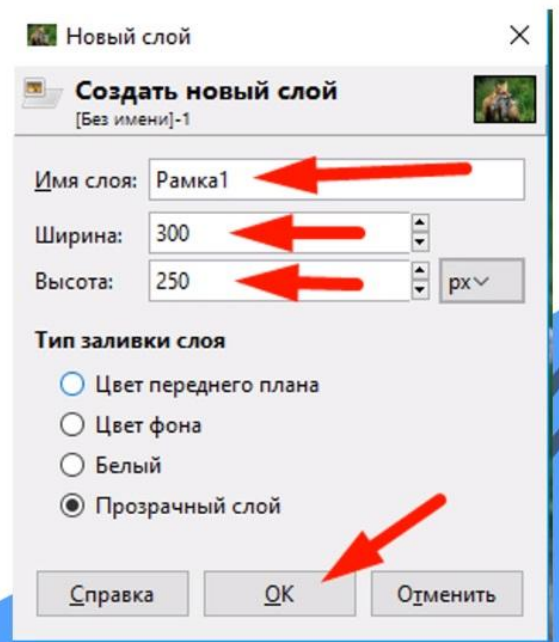 Новый слой
Создать новый слой
[Без имени]-1
Имя слоя: Рамка1
Ширина: 300
Высота: 250 px
Тип заливки слоя
Цвет переднего плана
Цвет фона
Белый
Прозрачный слой
Справка ОК Отменить